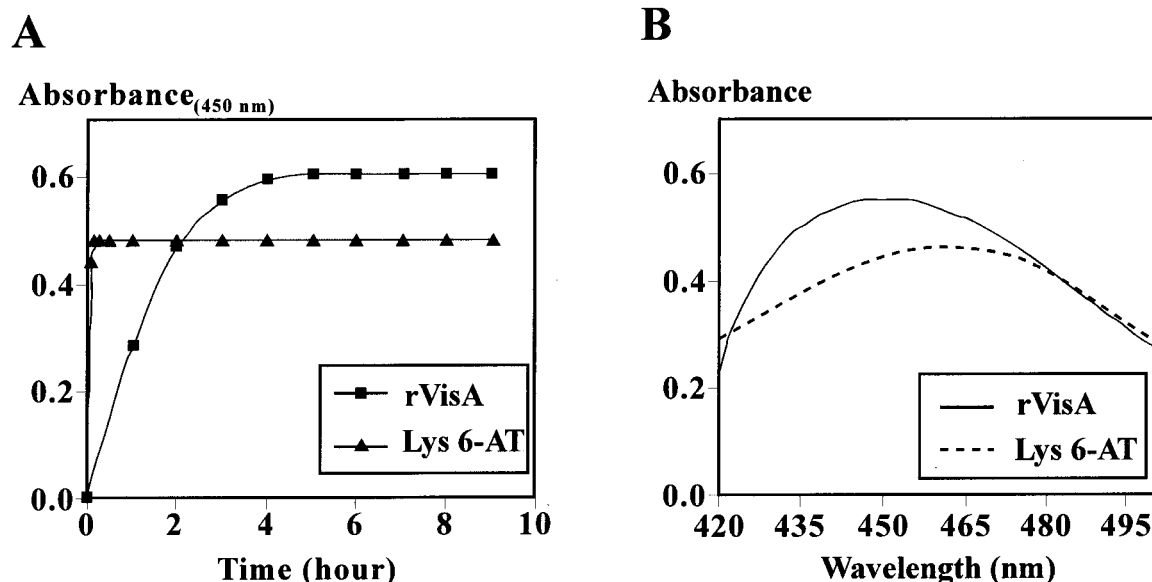 A
Absorbance(450 nm)
0.6
0.4
0.2
0.0
0 2 4 6 8 10
Time (hour)
rVisA
Lys 6-AT
B
Absorbance
0.6
0.4
0.2
0.0
420 435 450 465 480 495
Wavelength (nm)
rVisA
Lys 6-AT